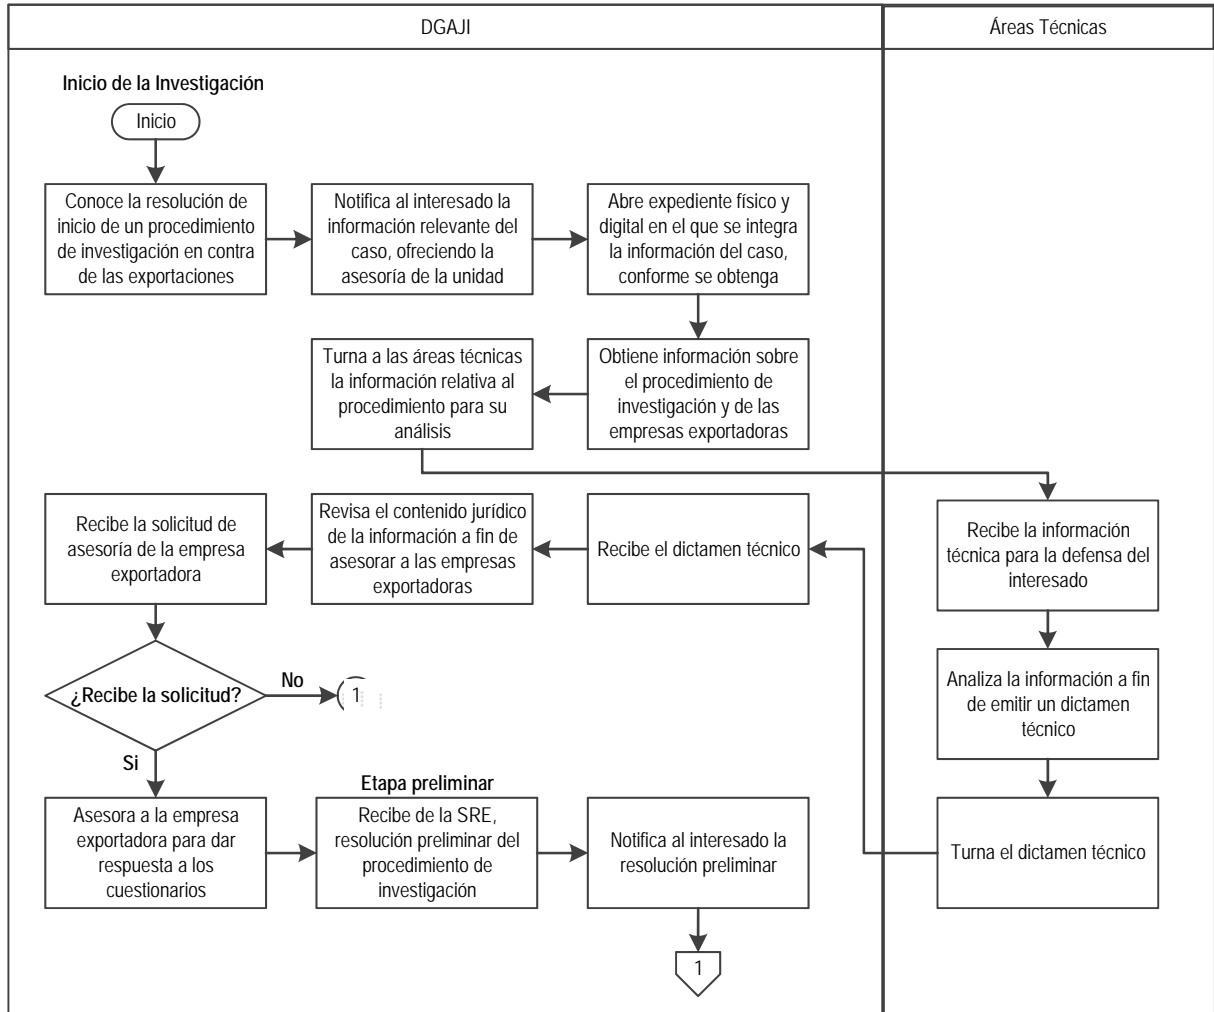 DGAJI
Áreas Técnicas
Inicio de la Investigación
Inicio
Conoce la resolución de
inicio de un procedimiento
de investigación en contra
de las exportaciones
Notifica al interesado la
información relevante del
caso, ofreciendo la
asesoría de la unidad
Abre expediente físico y
digital en el que se integra
la información del caso,
conforme se obtenga
Obtiene información sobre
el procedimiento de
investigación y de las
empresas exportadoras
Turna a las áreas técnicas
la información relativa al
procedimiento para su
análisis
Recibe la información
técnica para la defensa del
interesado
Analiza la información a fin
de emitir un dictamen
técnico
Turna el dictamen técnico
Recibe el dictamen técnico
Revisa el contenido jurídico
de la información a fin de
asesorar a las empresas
exportadoras
Recibe la solicitud de
asesoría de la empresa
exportadora
¿Recibe la solicitud?
No
1
Si
Asesora a la empresa
exportadora para dar
respuesta a los
cuestionarios
Etapa preliminar
Recibe de la SRE,
resolución preliminar del
procedimiento de
investigación
Notifica al interesado la
resolución preliminar
1